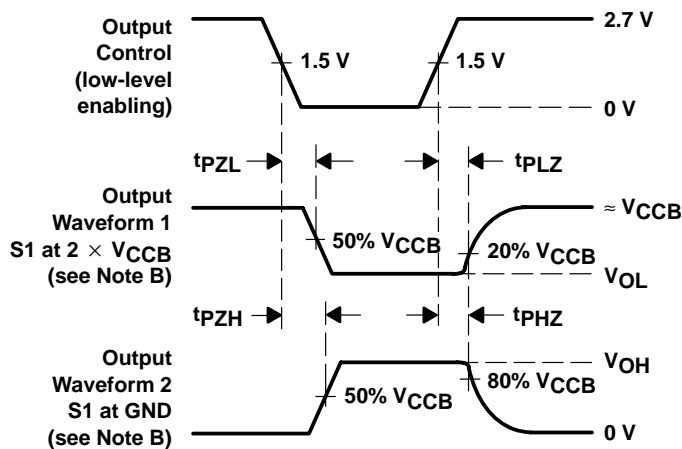 Output
Control
(low-level
enabling)
2.7 V
1.5 V
1.5 V
0 V
tPZL
tPLZ
Output
Waveform 1
S1 at 2 × VCCB
(see Note B)
≈ VCCB
50% VCCB
20% VCCB
VOL
tPZH
tPHZ
Output
Waveform 2
S1 at GND
(see Note B)
VOH
50% VCCB
80% VCCB
0 V